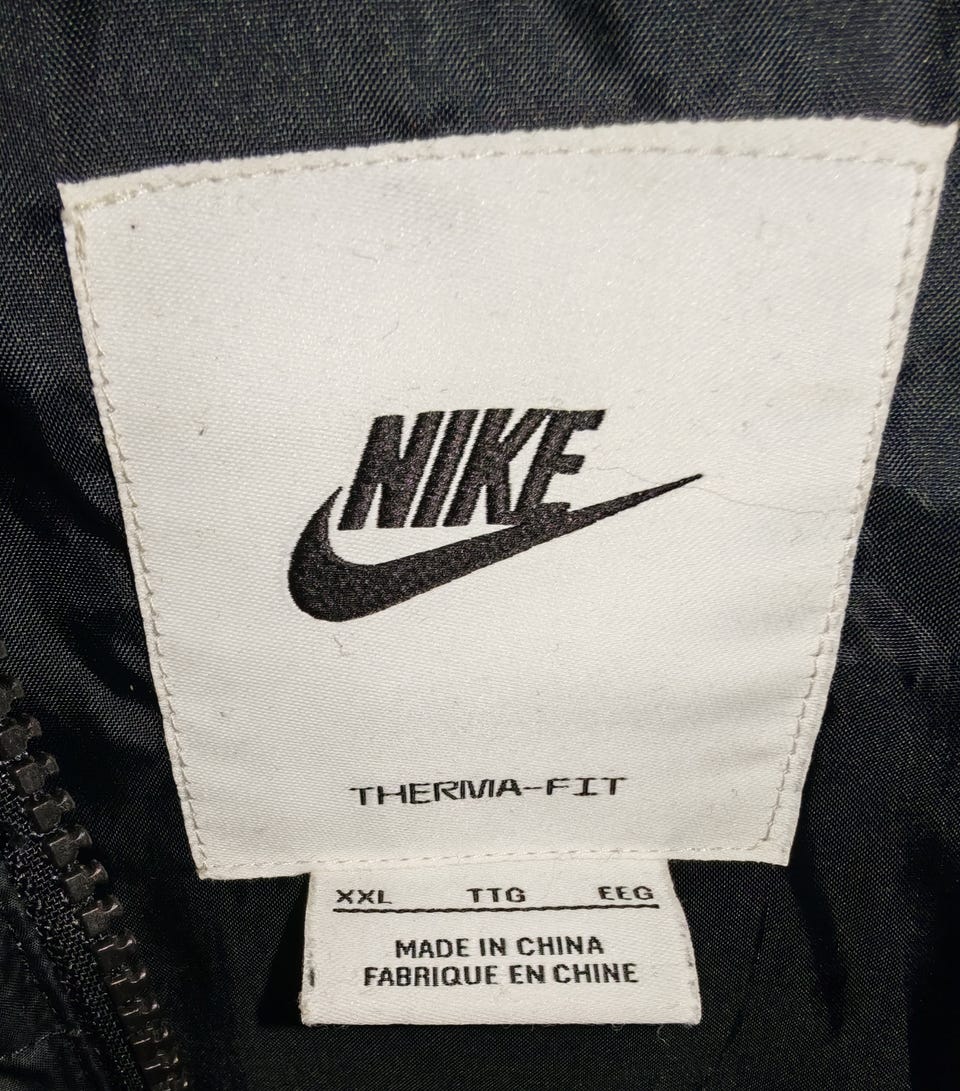 NIKE
THERMA-FIT
XXL TTG EEG
MADE IN CHINA
FABRIQUE EN CHINE